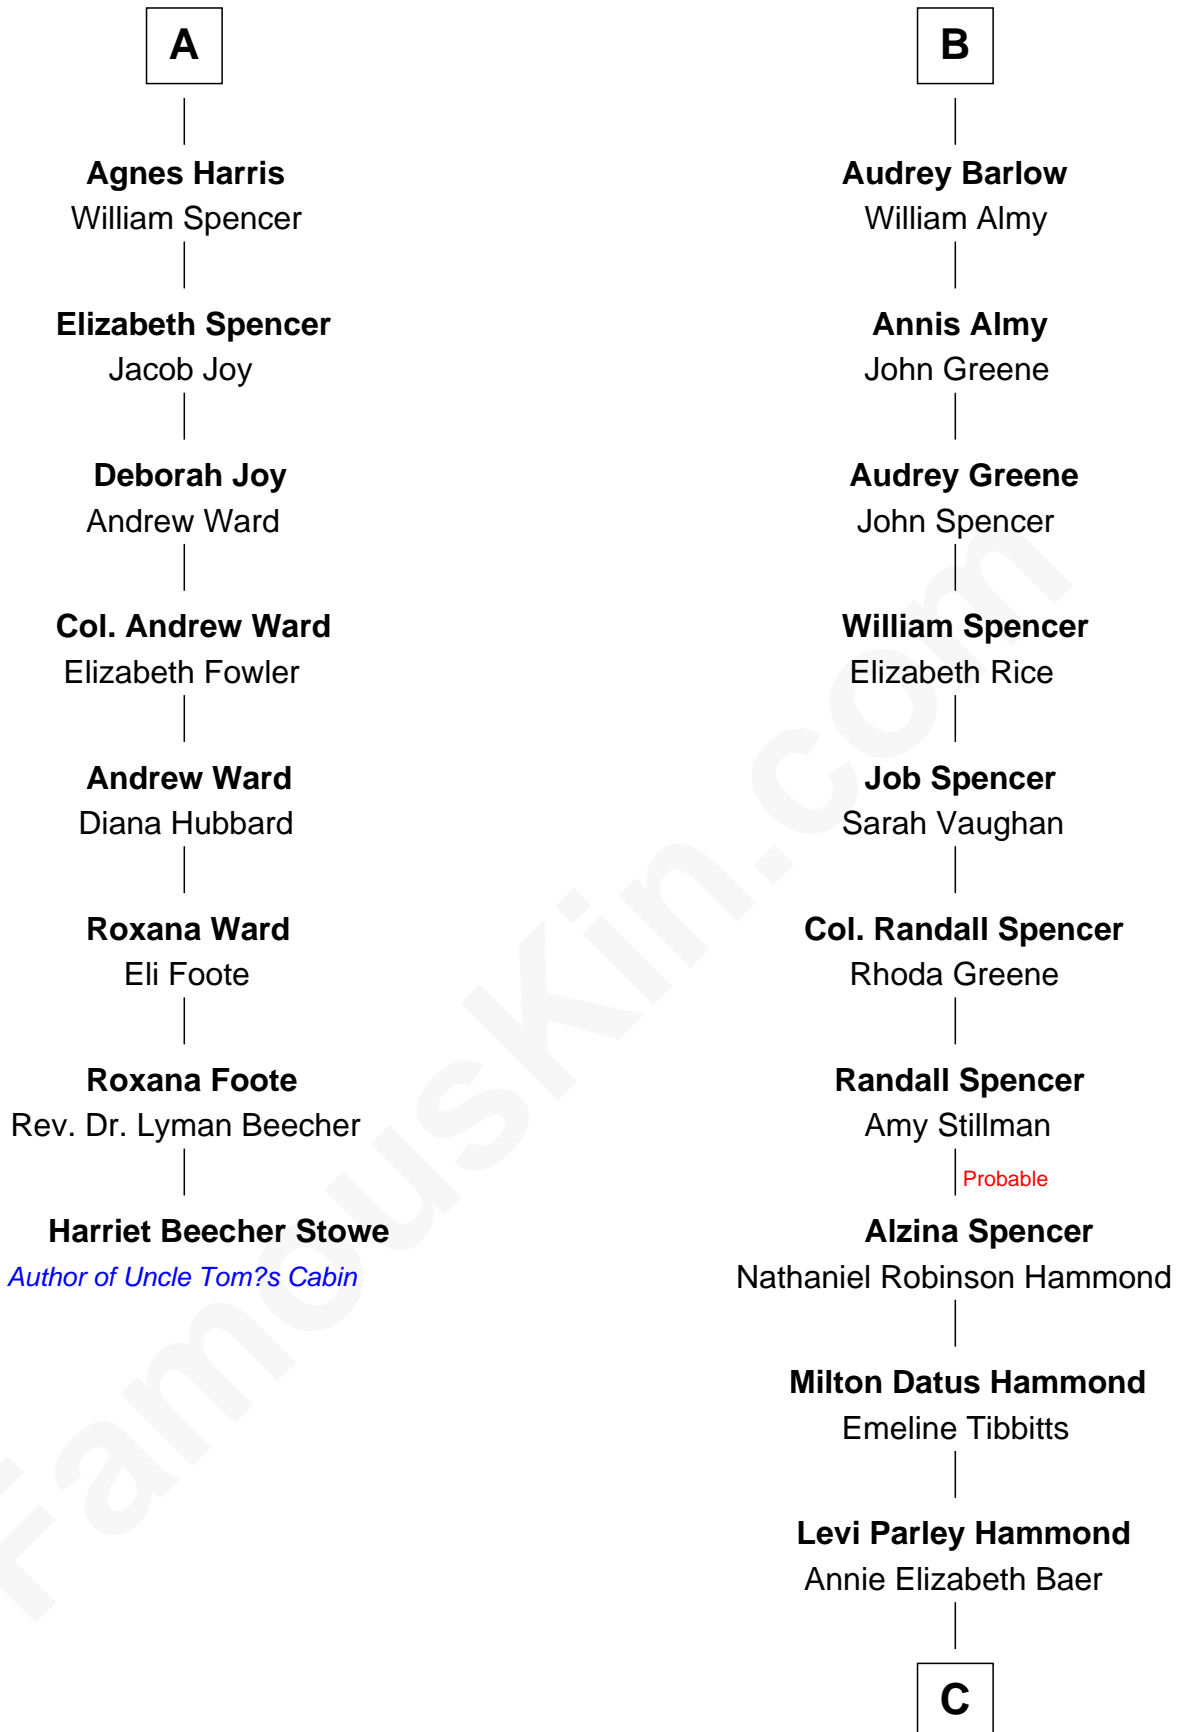 A
Agnes Harris
William Spencer
Elizabeth Spencer
Jacob Joy
Deborah Joy
Andrew Ward
Col. Andrew Ward
Elizabeth Fowler
Andrew Ward
Diana Hubbard
Roxana Ward
Eli Foote
Roxana Foote
Rev. Dr. Lyman Beecher
Harriet Beecher Stowe
Author of Uncle Tom?s Cabin
B
Audrey Barlow
William Almy
Annis Almy
John Greene
Audrey Greene
John Spencer
William Spencer
Elizabeth Rice
Job Spencer
Sarah Vaughan
Col. Randall Spencer
Rhoda Greene
Randall Spencer
Amy Stillman
Probable
Alzina Spencer
Nathaniel Robinson Hammond
Milton Datus Hammond
Emeline Tibbitts
Levi Parley Hammond
Annie Elizabeth Baer
C
FamousKin.com